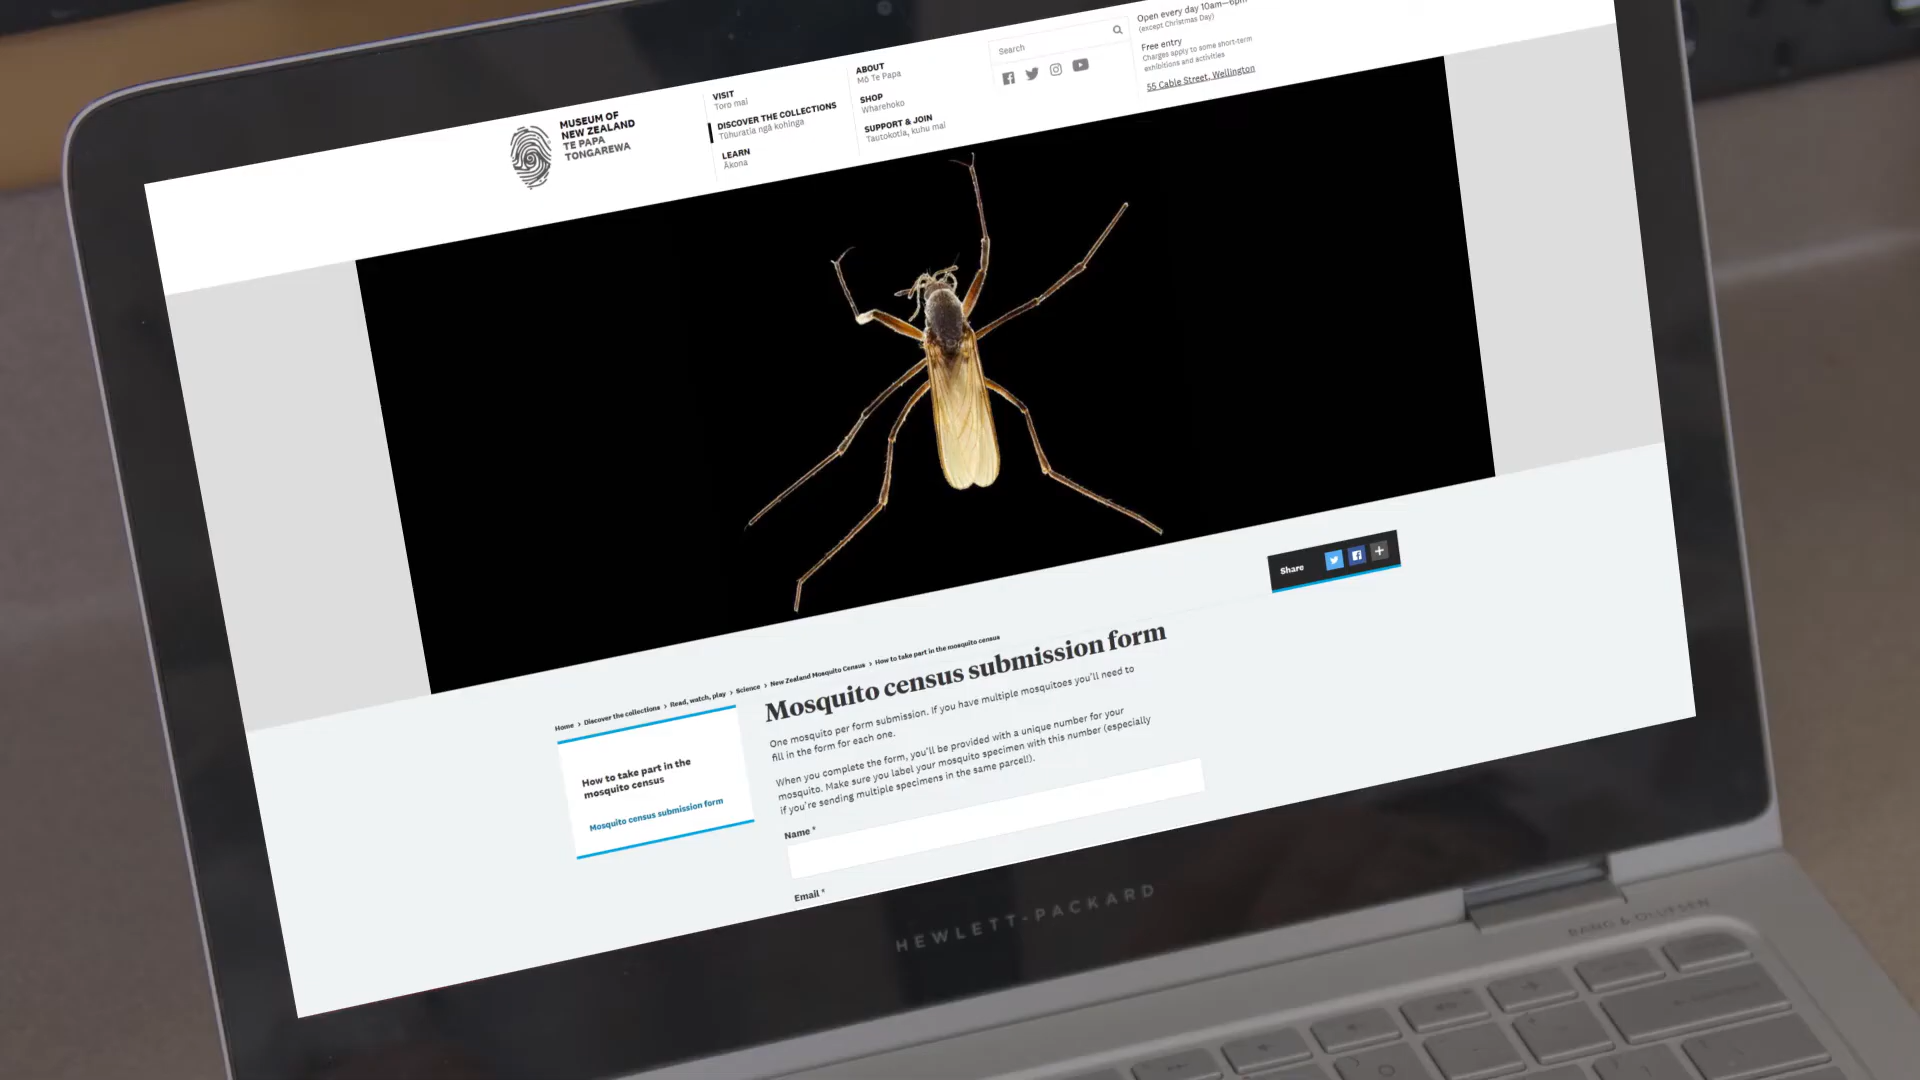 MUSEUM OF
NEW ZEALAND
TE PAPA
TONGAREWA
VISIT
Toro mai
DISCOVER THE COLLECTIONS
Tūhuratia ngā kohinga
LEARN
Ākona
ABOUT
Mō Te Papa
SHOP
Wharehoko
SUPPORT & JOIN
Tautokotia, kuhu mai
Search
Open every day 10am—6pm
(except Christmas Day)
Free entry
Charges apply to some short-term
exhibitions and activities
55 Cable Street, Wellington
Share
Home › Discover the collections › Read, watch, play › Science › New Zealand Mosquito Census › How to take part in the mosquito census
How to take part in the
mosquito census
Mosquito census submission form
Mosquito census submission form
One mosquito per form submission. If you have multiple mosquitoes you'll need to
fill in the form for each one.
When you complete the form, you'll be provided with a unique number for your
mosquito. Make sure you label your mosquito specimen with this number (especially
if you're sending multiple specimens in the same parcel!).
Name *
Email *
HEWLETT-PACKARD
BANG & OLUFSEN